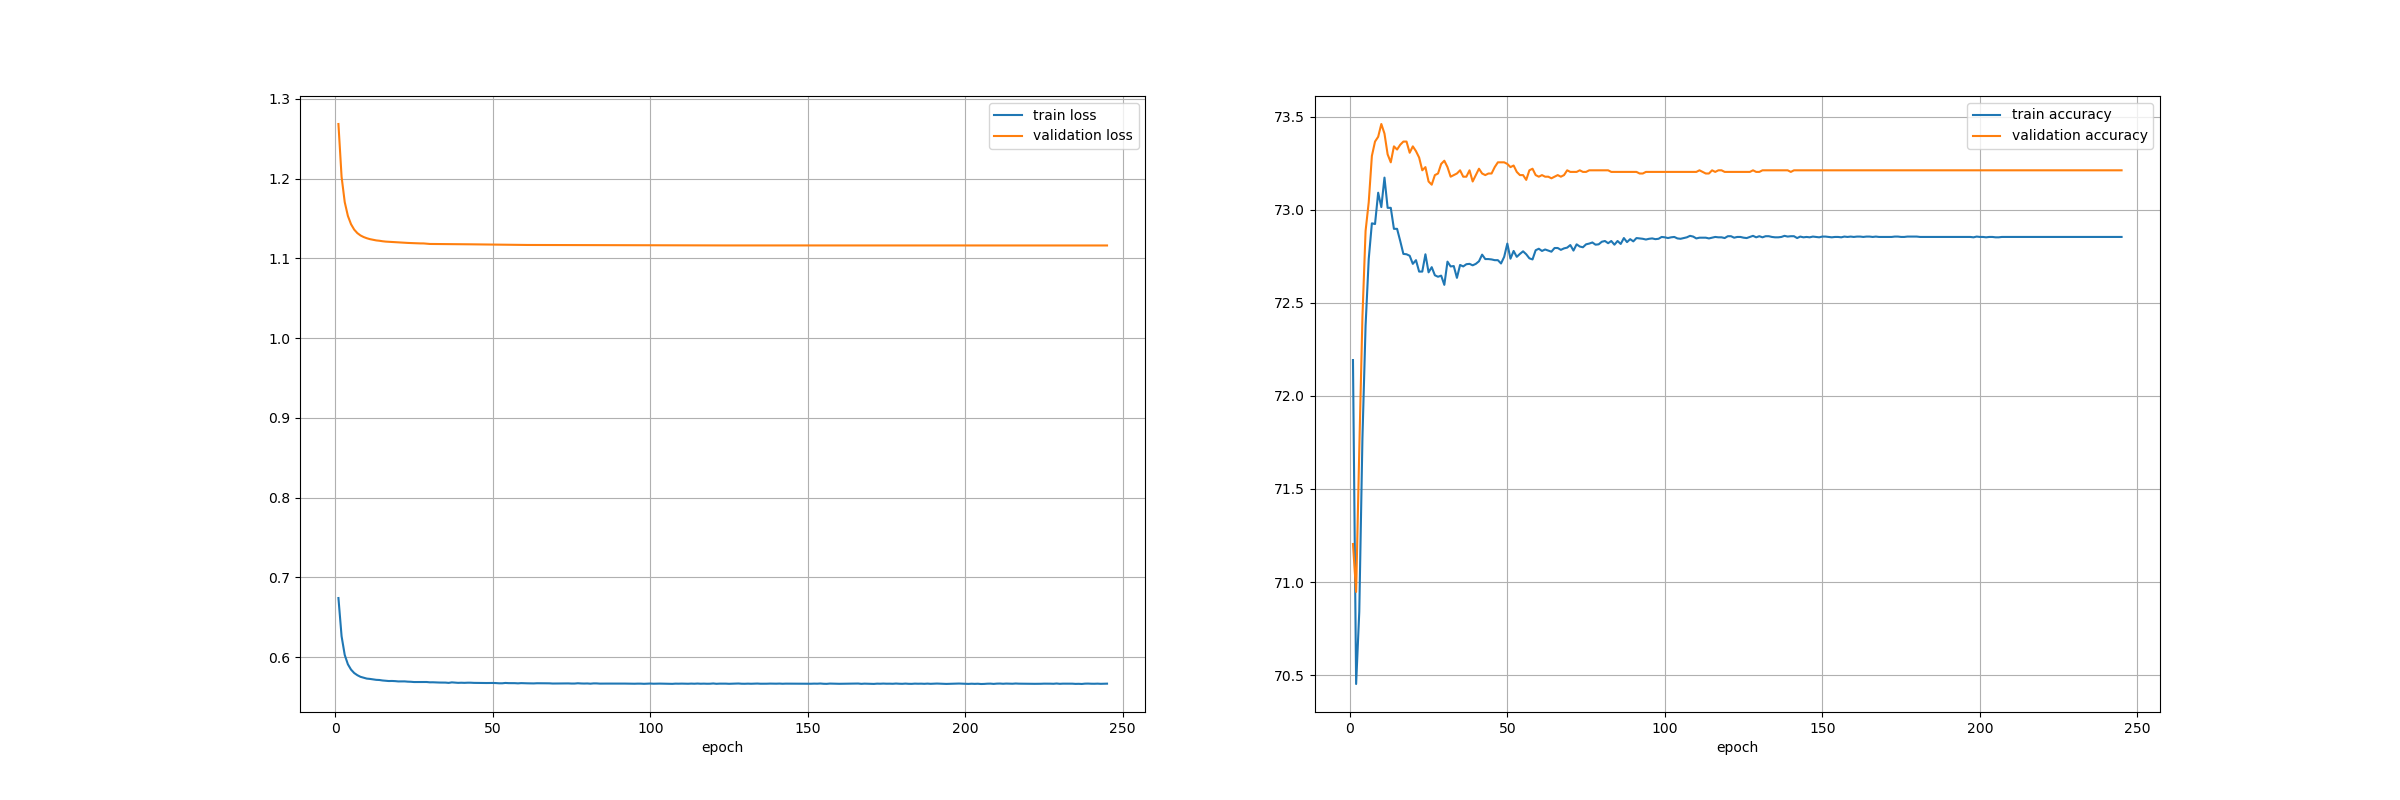 1.3
1.2
1.1
1.0
0.9
0.8
0.7
0.6
0 50 100 150 200 250
epoch
train loss
validation loss
73.5
73.0
72.5
72.0
71.5
71.0
70.5
0 50 100 150 200 250
epoch
train accuracy
validation accuracy